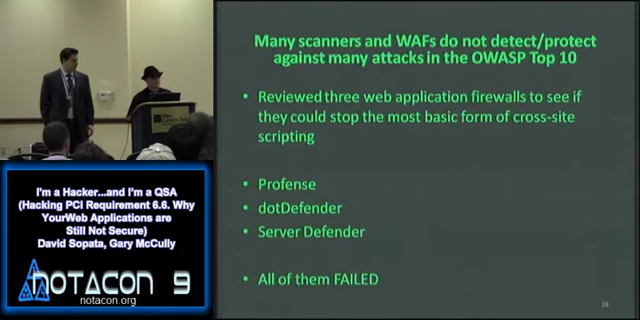 Many scanners and WAFs do not detect/protect
against many attacks in the OWASP Top 10
• Reviewed three web application firewalls to see if
they could stop the most basic form of cross-site
scripting
• Profense
• dotDefender
• Server Defender
• All of them FAILED
16
I'm a Hacker...and I'm a QSA
(Hacking PCI Requirement 6.6. Why
YourWeb Applications are
Still Not Secure)
David Sopata, Gary McCully
NOTACON 9
notacon.org